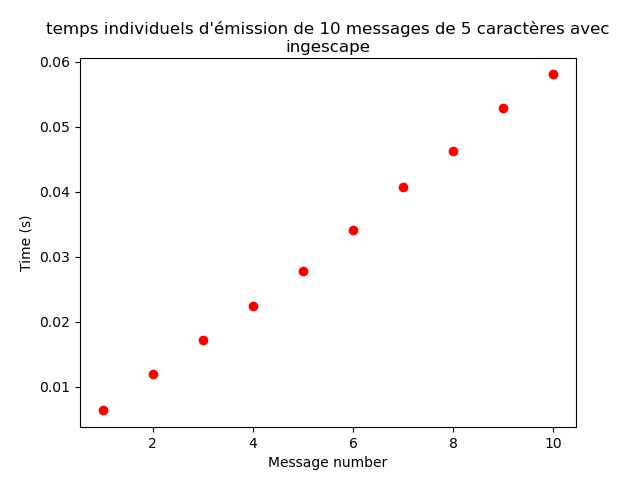 temps individuels d'émission de 10 messages de 5 caractères avec
ingescape
0.06
0.05
0.04
0.03
0.02
0.01
Time (s)
2 4 6 8 10
Message number